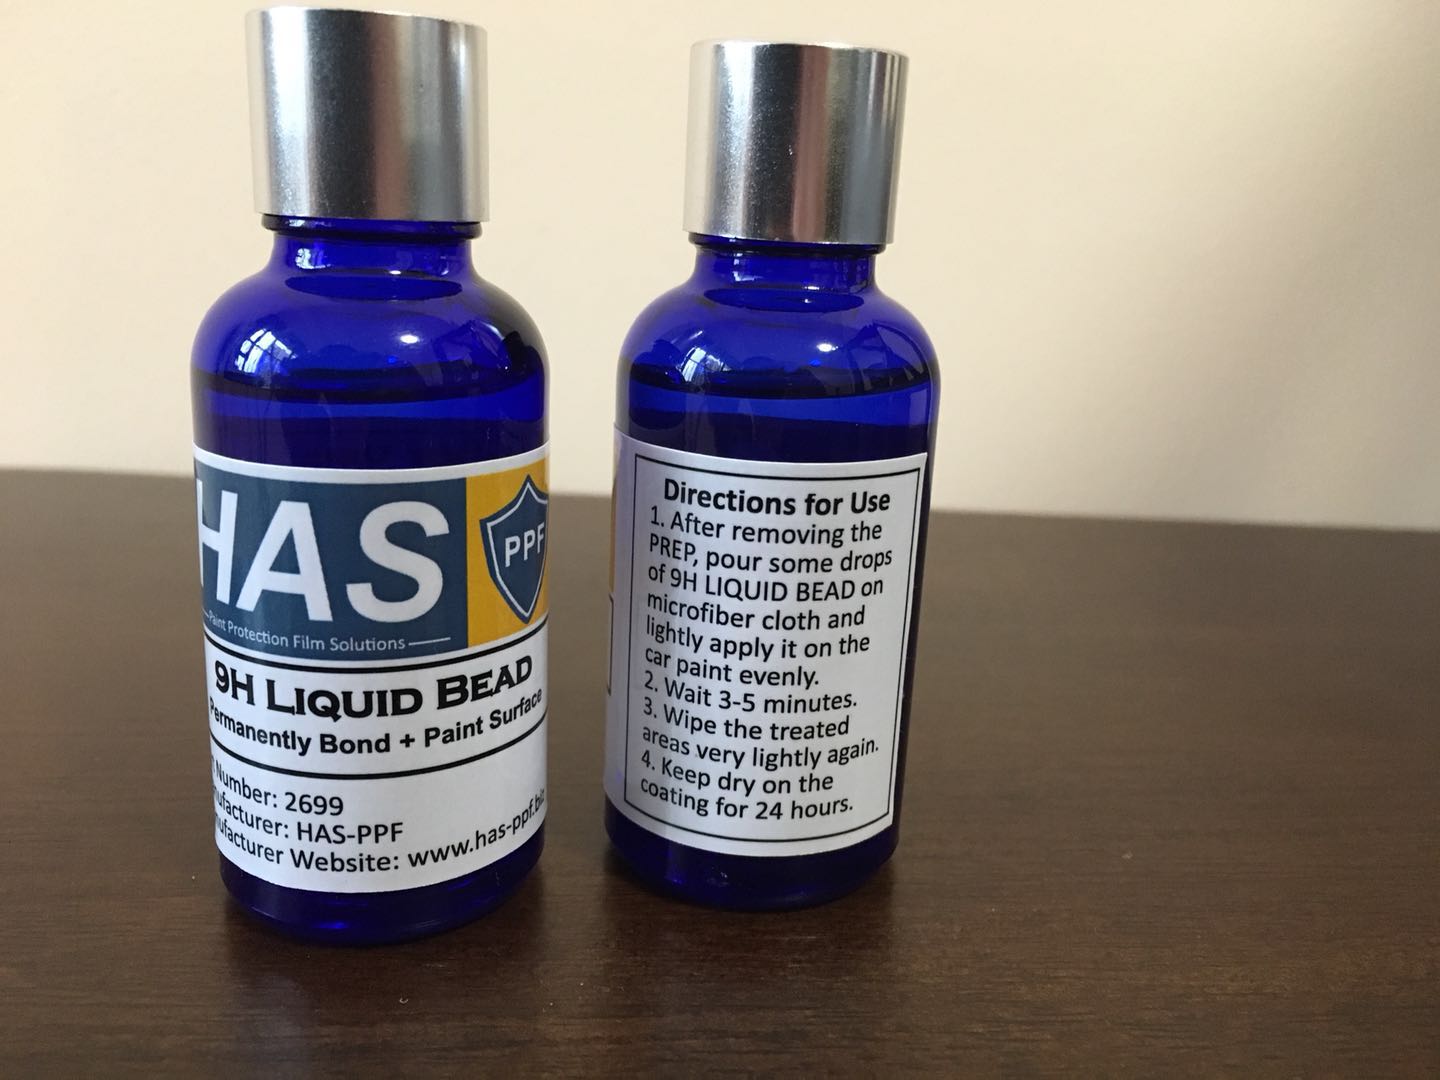 HAS
PPF
Paint Protection Film Solutions
9H LIQUID BEAD
Permanently Bond + Paint Surface
Number: 2699
HAS-PPF
Website: www.has-ppf.biz
Directions for Use
1. After removing the
PREP, pour some drops
of 9H LIQUID BEAD on
microfiber cloth and
lightly apply it on the
car paint evenly.
2. Wait 3-5 minutes.
3. Wipe the treated
areas very lightly again.
4. Keep dry on the
coating for 24 hours.